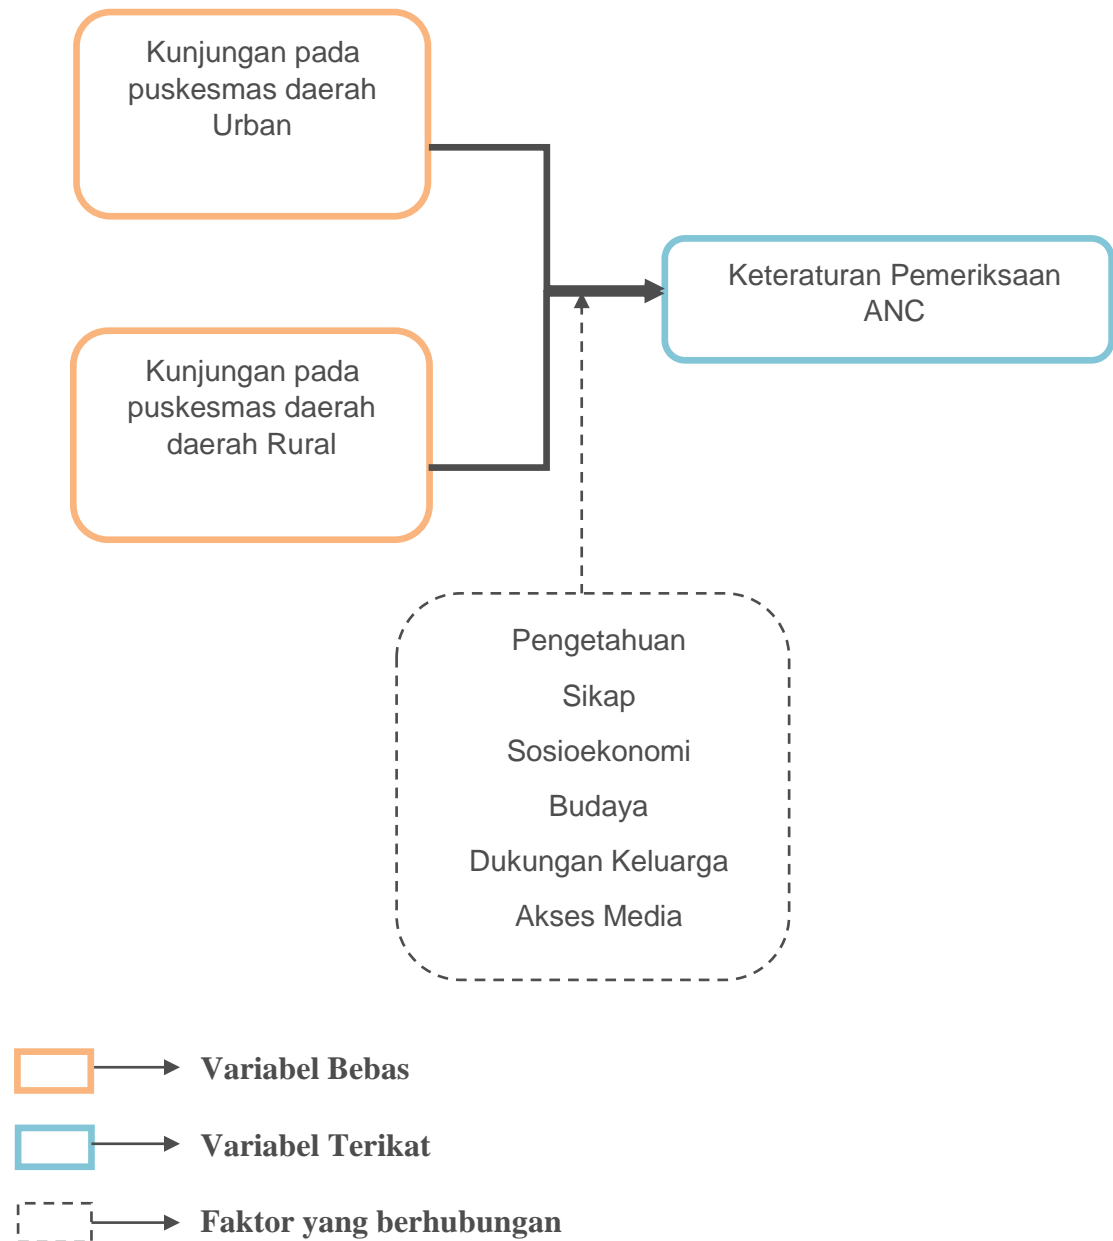 Kunjungan pada
puskesmas daerah
Urban
Keteraturan Pemeriksaan
ANC
Kunjungan pada
puskesmas daerah
daerah Rural
Pengetahuan
Sikap
Sosioekonomi
Budaya
Dukungan Keluarga
Akses Media
Variabel Bebas
Variabel Terikat
Faktor yang berhubungan